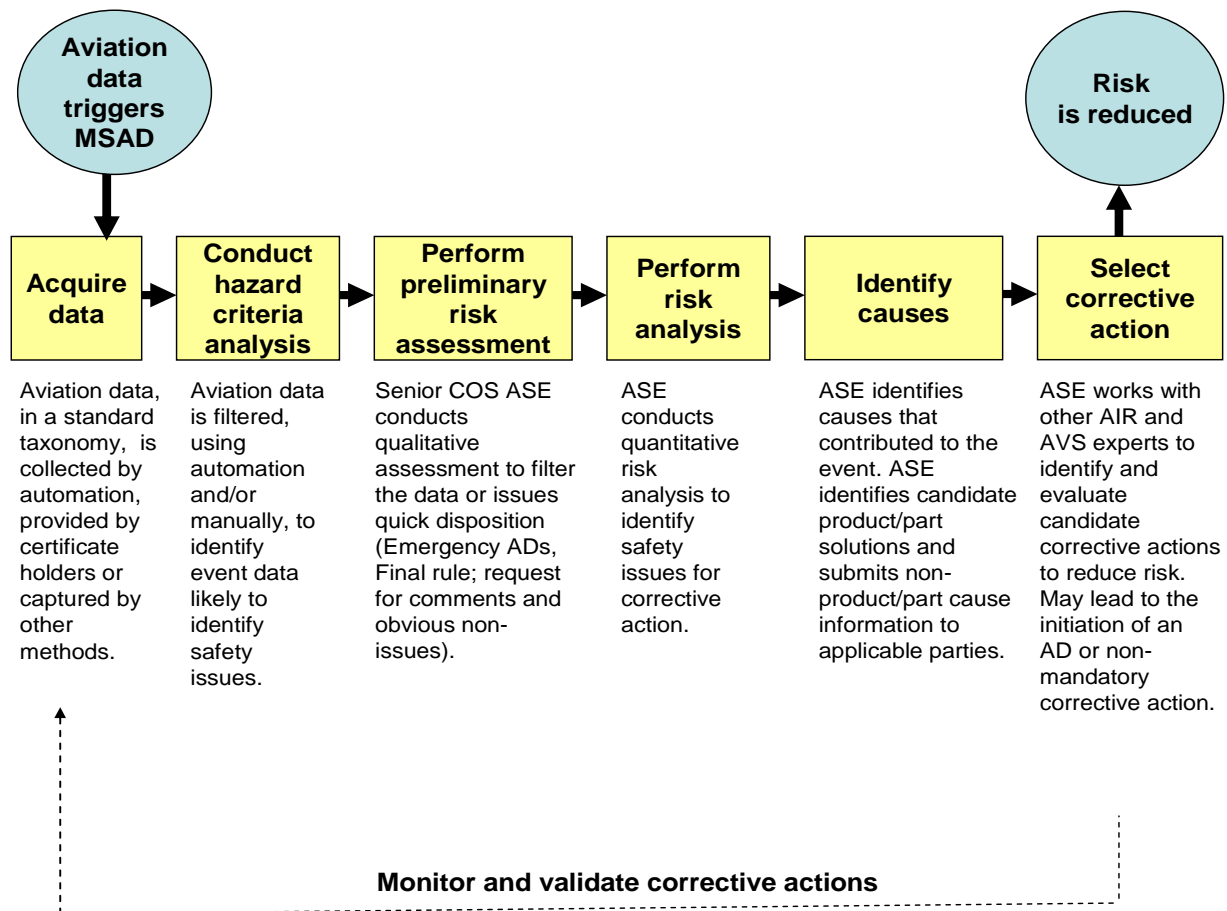 Aviation
data
triggers
MSAD
Risk
is reduced
Acquire
data
Conduct
hazard
criteria
analysis
Perform
preliminary
risk
assessment
Perform
risk
analysis
Identify
causes
Select
corrective
action
Aviation data,
in a standard
taxonomy, is
collected by
automation,
provided by
certificate
holders or
captured by
other
methods.
Aviation data
is filtered,
using
automation
and/or
manually, to
identify
event data
likely to
identify
safety
issues.
Senior COS ASE
conducts
qualitative
assessment to filter
the data or issues
quick disposition
(Emergency ADs,
Final rule; request
for comments and
obvious non-
issues).
ASE
conducts
quantitative
risk
analysis to
identify
safety
issues for
corrective
action.
ASE identifies
causes that
contributed to the
event. ASE
identifies candidate
product/part
solutions and
submits non-
product/part cause
information to
applicable parties.
ASE works with
other AIR and
AVS experts to
identify and
evaluate
candidate
corrective actions
to reduce risk.
May lead to the
initiation of an
AD or non-
mandatory
corrective action.
Monitor and validate corrective actions